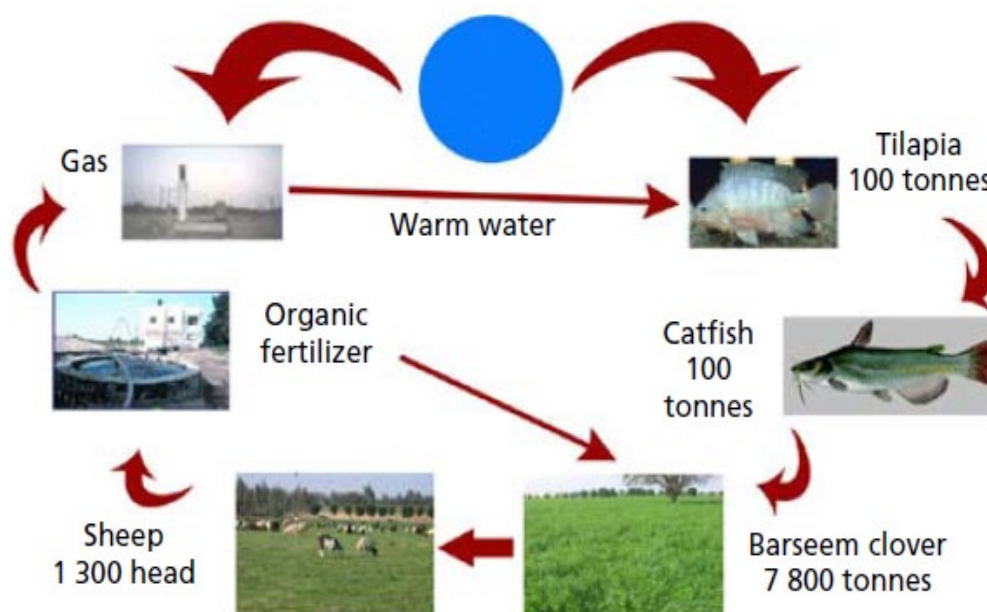 Gas
Tilapia
100 tonnes
Warm water
Organic
fertilizer
Catfish
100
tonnes
Sheep
1 300 head
Barseem clover
7 800 tonnes